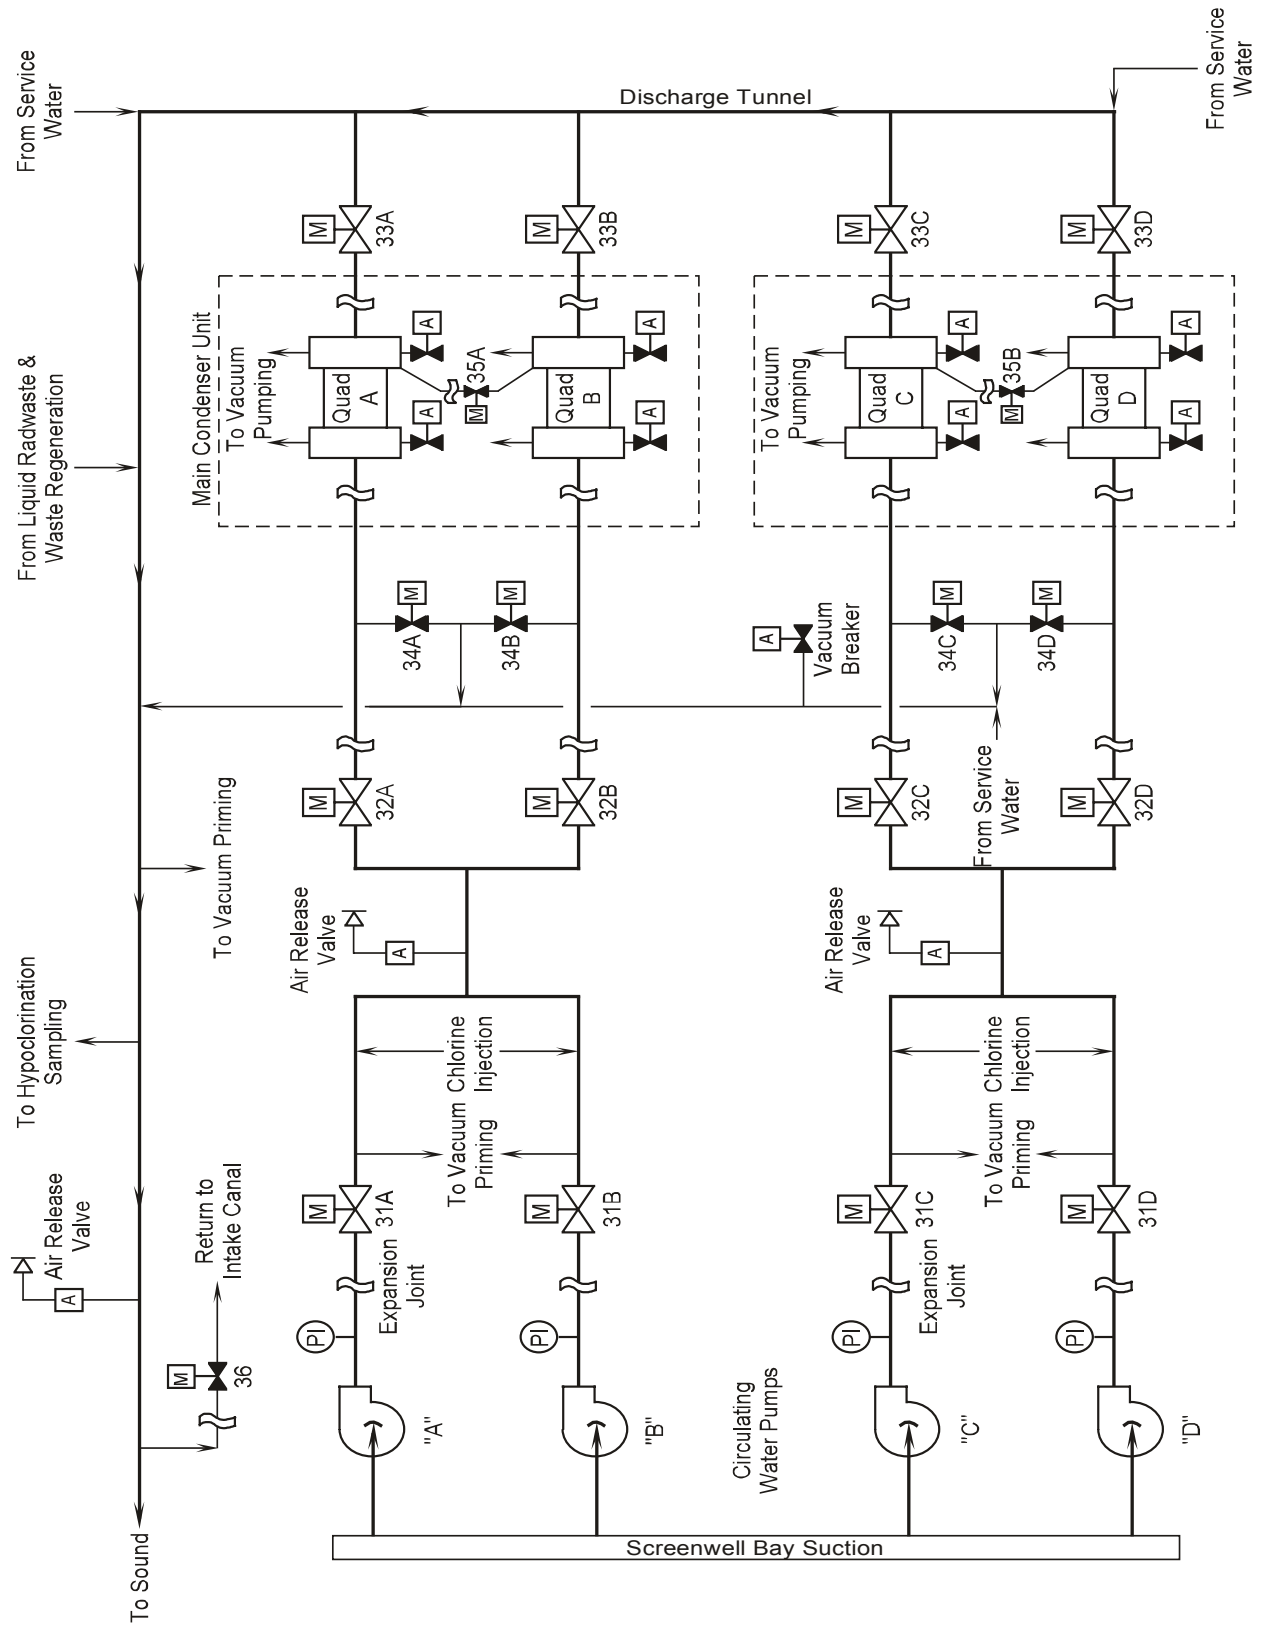 From Service
Water
Discharge Tunnel
From Service
Water
M
33A
M
33B
M
33C
M
33D
From Liquid Radwaste &
Waste Regeneration
Main Condenser Unit
To Vacuum
Pumping
Quad
A
A
A
M
35A
Quad
B
A
A
To Vacuum
Pumping
Quad
C
A
A
M
35B
Quad
D
A
A
M
34A
M
34B
A
Vacuum
Breaker
M
34C
M
34D
From Service
Water
M
32A
M
32B
M
32C
M
32D
To Vacuum Priming
Air Release
Valve
A
Air Release
Valve
A
To Hypoclorination
Sampling
Chlorine
Injection
To Vacuum
Priming
Chlorine
Injection
To Vacuum
Priming
Air Release
Valve
A
Return to
Intake Canal
M
36
M
31A
M
31B
M
31C
M
31D
Expansion
Joint
Expansion
Joint
PI
PI
PI
PI
"A"
"B"
Circulating
Water Pumps
"C"
"D"
To Sound
Screenwell Bay Suction